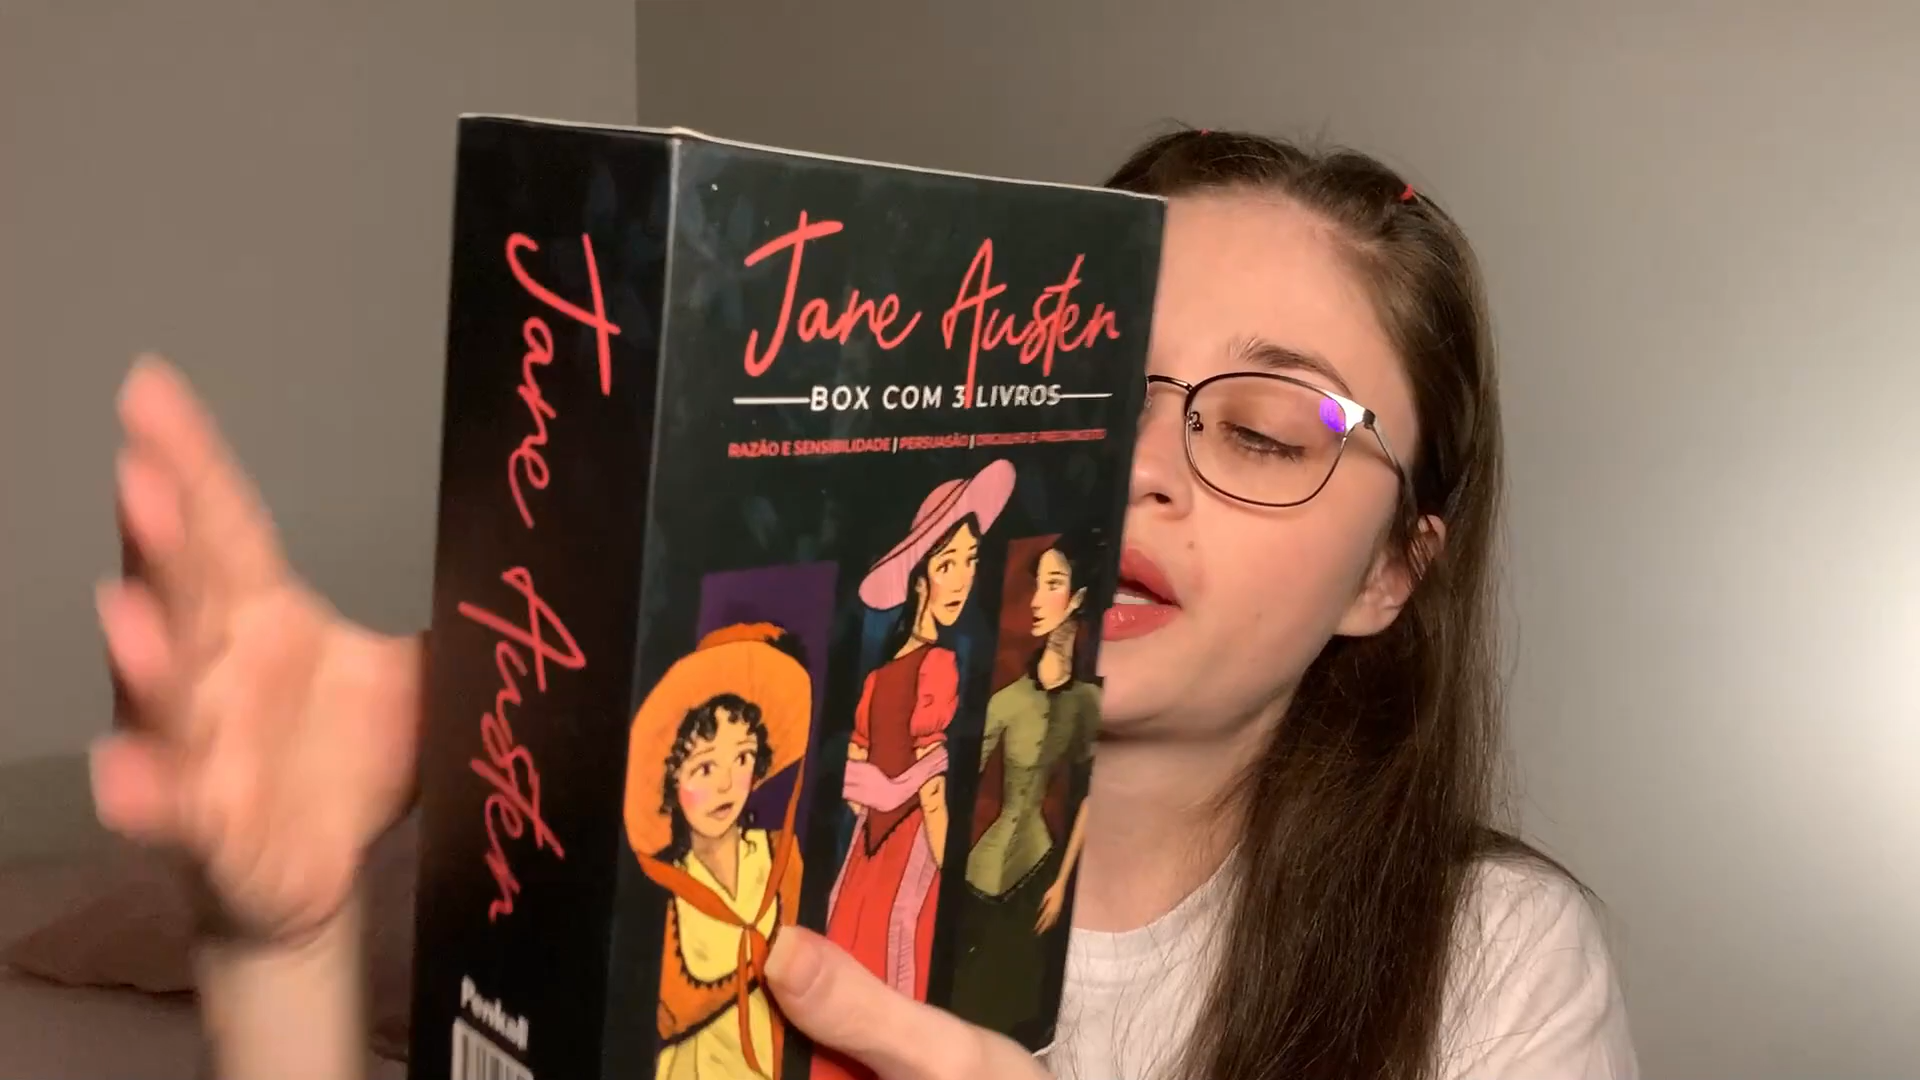 Jane Austen
Penkal
Jane Austen
BOX COM 3 LIVROS
RAZÃO E SENSIBILIDADE | PERSUASÃO | ORGULHO E PRECONCEITO